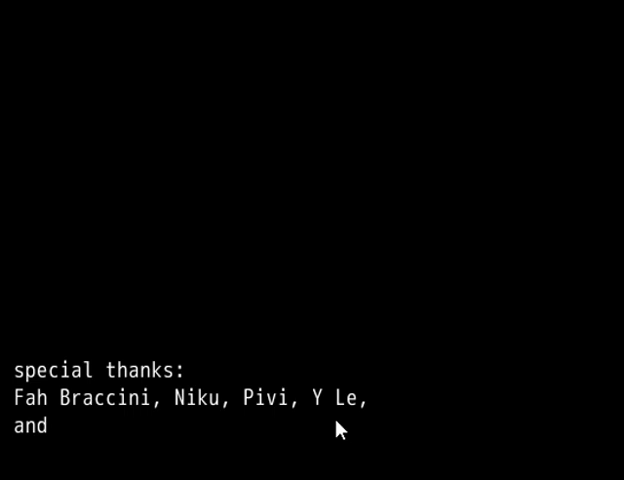 special thanks:
Fah Braccini, Niku, Pivi, Y Le,
and